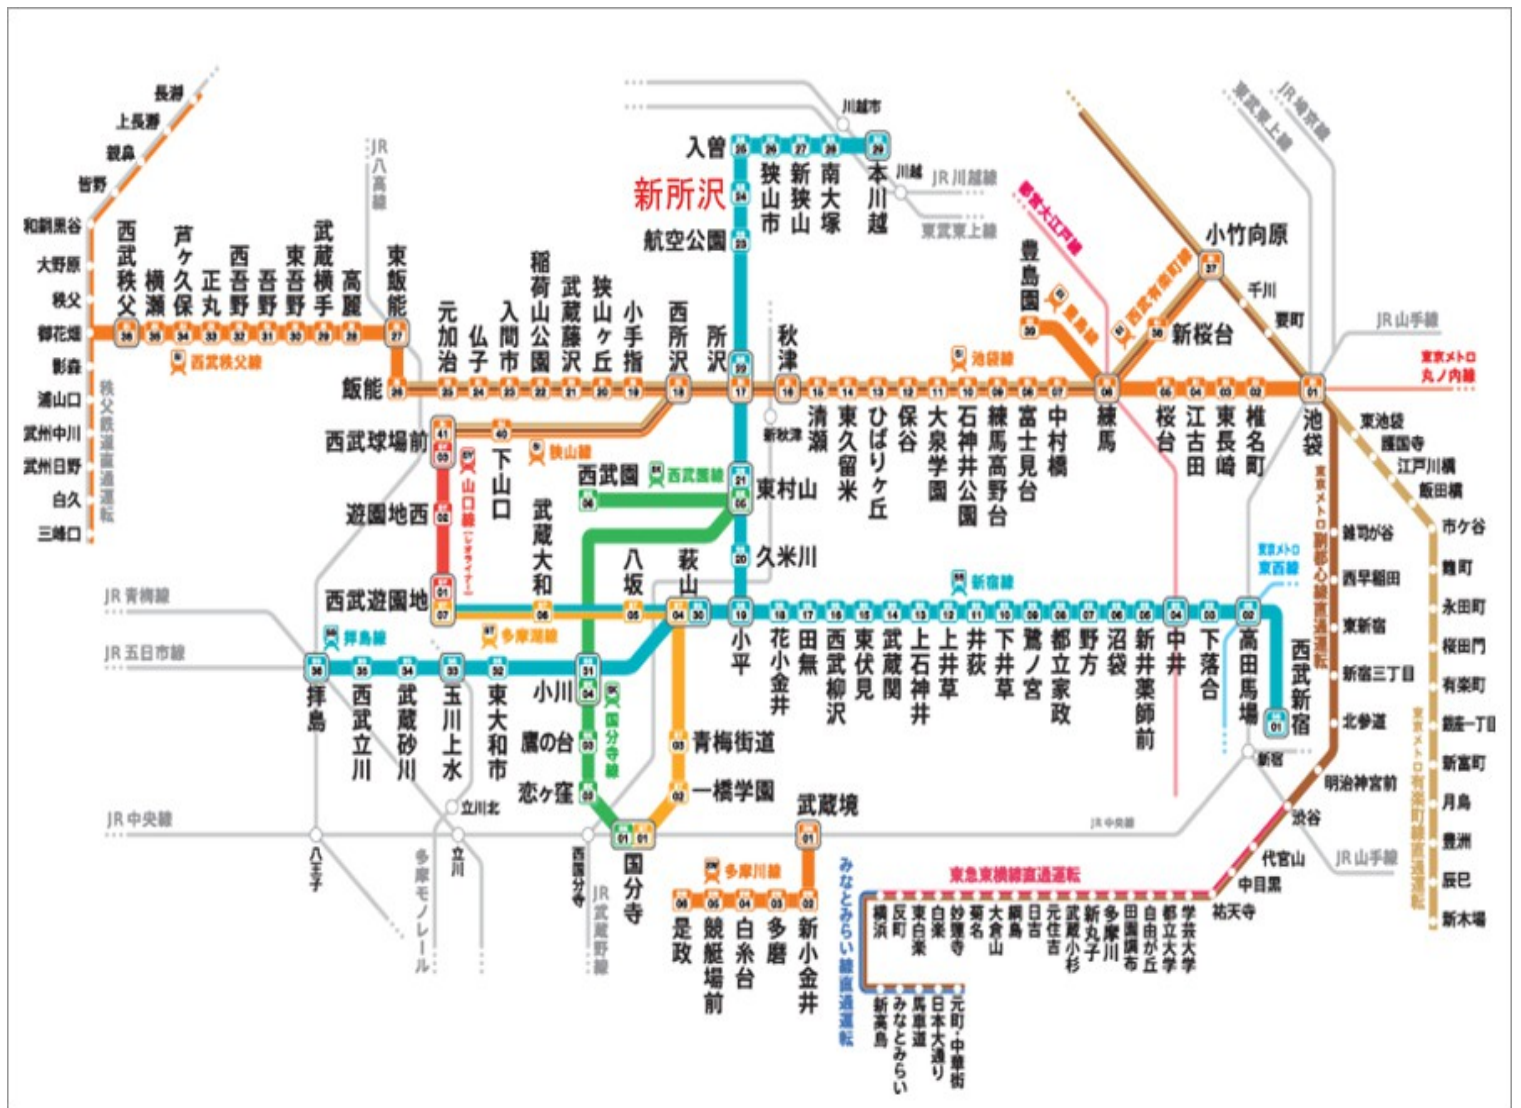 長瀞
上長瀞
親鼻
皆野
和銅黒谷
大野原
秩父
御花畑
影森
浦山口
武州中川
武州日野
白久
三峰口
秩父鉄道直通運転
西武秩父
横瀬
芦ヶ久保
正丸
西吾野
吾野
東吾野
武蔵横手
高麗
東飯能
西武秩父線
JR八高線
飯能
元加治
仏子
入間市
稲荷山公園
武蔵藤沢
狭山ヶ丘
小手指
西所沢
所沢
秋津
新秋津
清瀬
東久留米
ひばりヶ丘
保谷
大泉学園
石神井公園
練馬高野台
富士見台
中村橋
練馬
桜台
江古田
東長崎
椎名町
池袋
池袋線
豊島園
豊島線
西武有楽町線
新桜台
小竹向原
千川
要町
都営大江戸線
東武東上線
JR埼京線
JR山手線
東京メトロ
丸ノ内線
入曽
新所沢
航空公園
狭山市
新狭山
南大塚
本川越
川越市
川越
JR川越線
東武東上線
西武球場前
下山口
狭山線
遊園地西
山口線(レオライナー)
西武遊園地
西武園
西武園線
東村山
久米川
武蔵大和
八坂
萩山
多摩湖線
小平
花小金井
田無
西武柳沢
東伏見
武蔵関
上石神井
上井草
井荻
下井草
鷺ノ宮
都立家政
野方
沼袋
新井薬師前
中井
下落合
高田馬場
西武新宿
新宿線
新宿
東京メトロ
東西線
JR青梅線
JR五日市線
拝島線
拝島
西武立川
武蔵砂川
玉川上水
東大和市
小川
鷹の台
恋ヶ窪
国分寺線
青梅街道
一橋学園
国分寺
JR中央線
八王子
立川北
立川
多摩モノレール
西国分寺
JR武蔵野線
武蔵境
多摩川線
是政
競艇場前
白糸台
多磨
新小金井
JR中央線
JR山手線
東池袋
護国寺
江戸川橋
飯田橋
市ケ谷
麹町
永田町
桜田門
有楽町
銀座一丁目
新富町
月島
豊洲
辰巳
新木場
東京メトロ有楽町線直通運転
東京メトロ副都心線直通運転
雑司が谷
西早稲田
東新宿
新宿三丁目
北参道
明治神宮前
渋谷
代官山
中目黒
祐天寺
東急東横線直通運転
学芸大学
都立大学
自由が丘
田園調布
多摩川
新丸子
武蔵小杉
元住吉
日吉
綱島
大倉山
菊名
妙蓮寺
白楽
東白楽
反町
横浜
みなとみらい線直通運転
新高島
みなとみらい
馬車道
日本大通り
元町・中華街